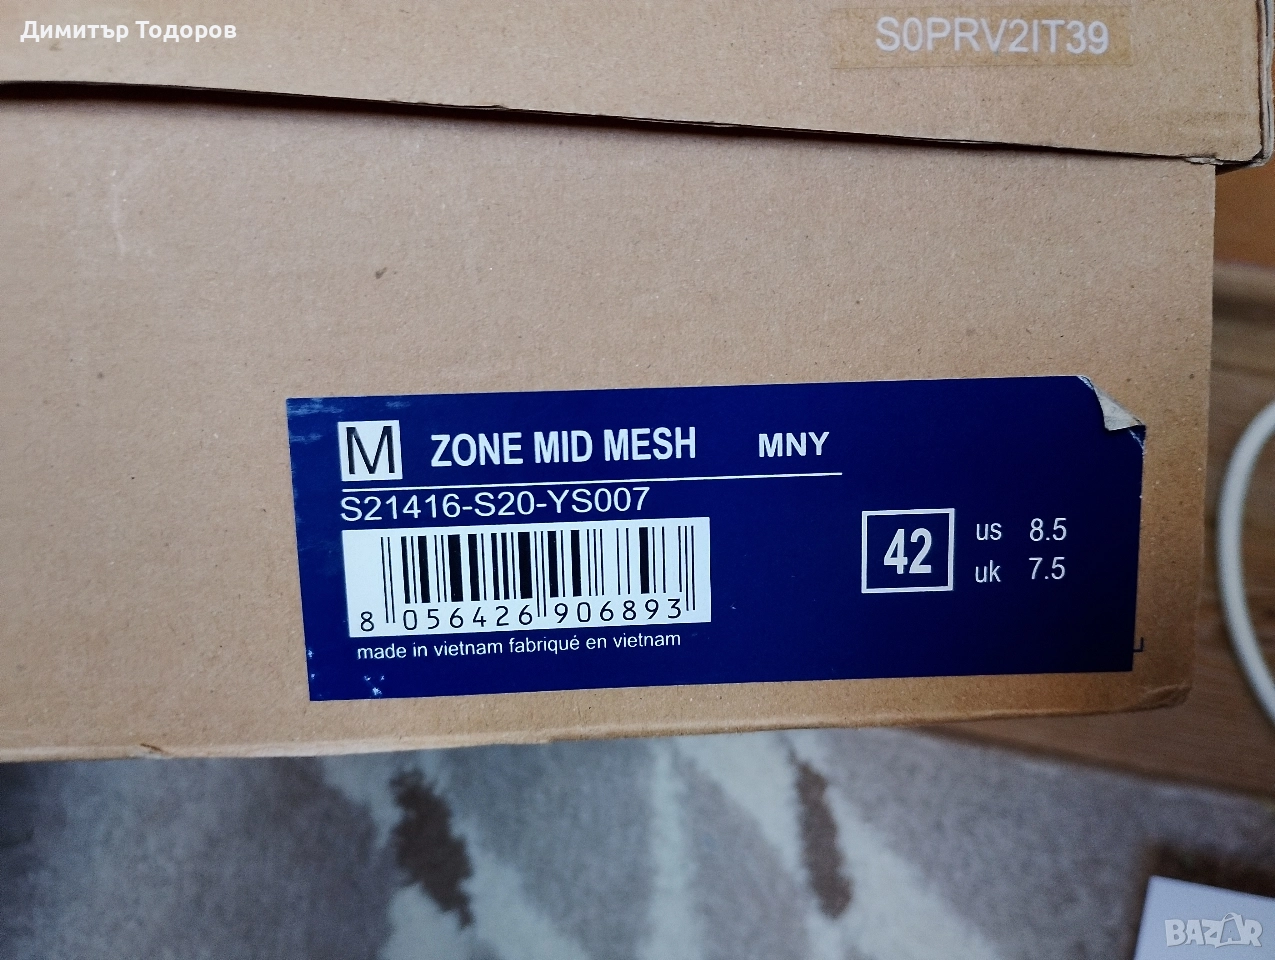 Димитър Тодоров
S0PRV2IT39
M ZONE MID MESH MNY
S21416-S20-YS007
42 us 8.5
uk 7.5
8 056426 906893
made in vietnam fabriqué en vietnam
BAZAR